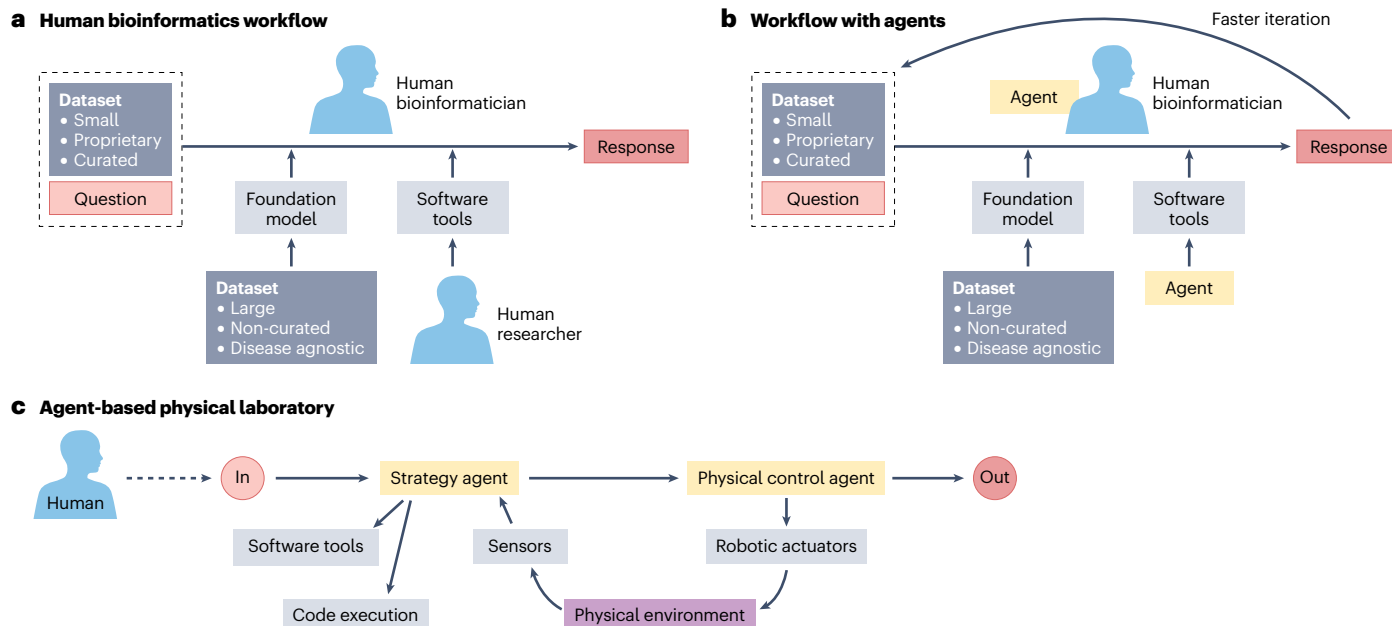 a Human bioinformatics workflow
Dataset
• Small
• Proprietary
• Curated
Question
Human
bioinformatician
Response
Foundation
model
Software
tools
Dataset
• Large
• Non-curated
• Disease agnostic
Human
researcher
b Workflow with agents
Faster iteration
Dataset
• Small
• Proprietary
• Curated
Question
Agent
Human
bioinformatician
Response
Foundation
model
Software
tools
Dataset
• Large
• Non-curated
• Disease agnostic
Agent
c Agent-based physical laboratory
Human
In
Strategy agent
Physical control agent
Out
Software tools
Sensors
Robotic actuators
Code execution
Physical environment